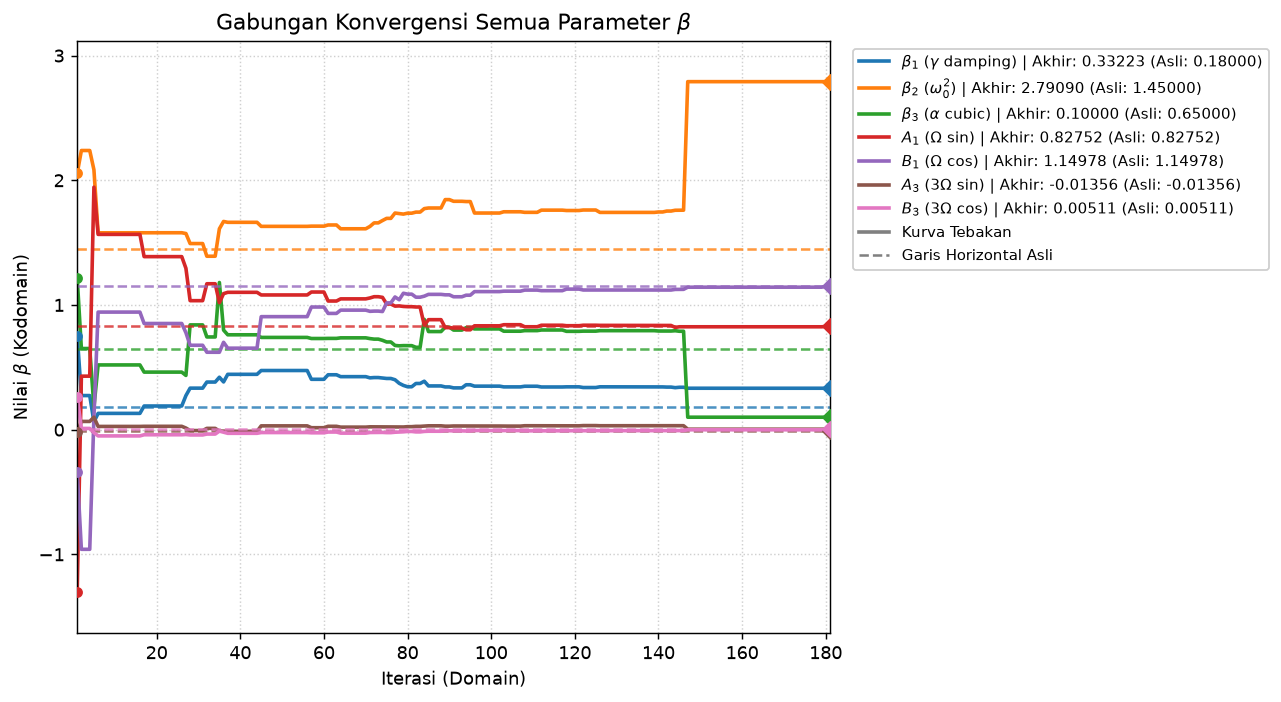 Gabungan Konvergensi Semua Parameter β
Nilai β (Kodomain)
3
2
1
0
−1
20 40 60 80 100 120 140 160 180
Iterasi (Domain)
β₁ (γ damping) | Akhir: 0.33223 (Asli: 0.18000)
β₂ (ω₀²) | Akhir: 2.79090 (Asli: 1.45000)
β₃ (α cubic) | Akhir: 0.10000 (Asli: 0.65000)
A₁ (Ω sin) | Akhir: 0.82752 (Asli: 0.82752)
B₁ (Ω cos) | Akhir: 1.14978 (Asli: 1.14978)
A₃ (3Ω sin) | Akhir: -0.01356 (Asli: -0.01356)
B₃ (3Ω cos) | Akhir: 0.00511 (Asli: 0.00511)
Kurva Tebakan
Garis Horizontal Asli